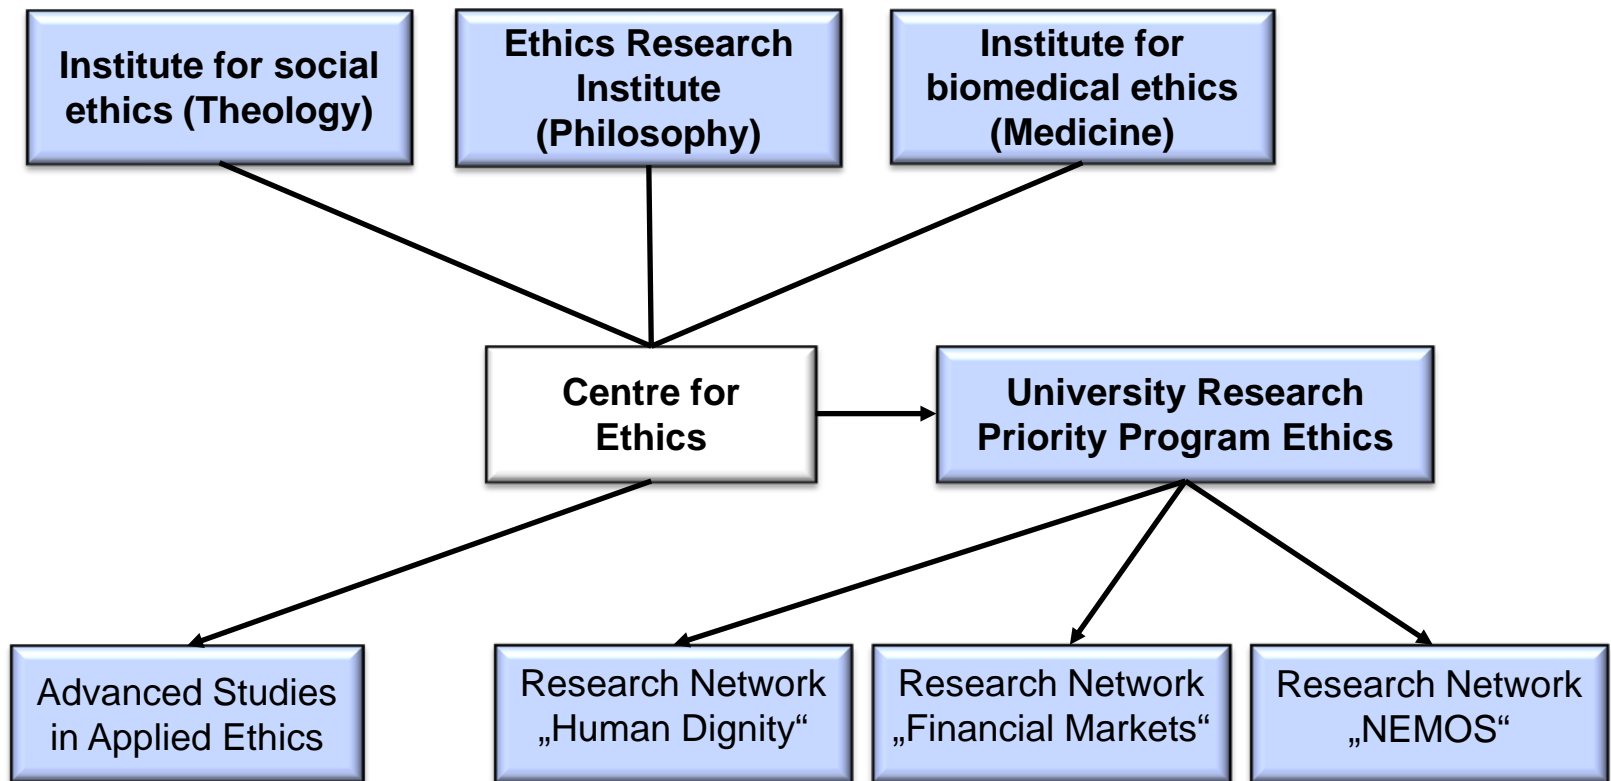 Institute for social
ethics (Theology)
Ethics Research
Institute
(Philosophy)
Institute for
biomedical ethics
(Medicine)
Centre for
Ethics
University Research
Priority Program Ethics
Advanced Studies
in Applied Ethics
Research Network
„Human Dignity“
Research Network
„Financial Markets“
Research Network
„NEMOS“